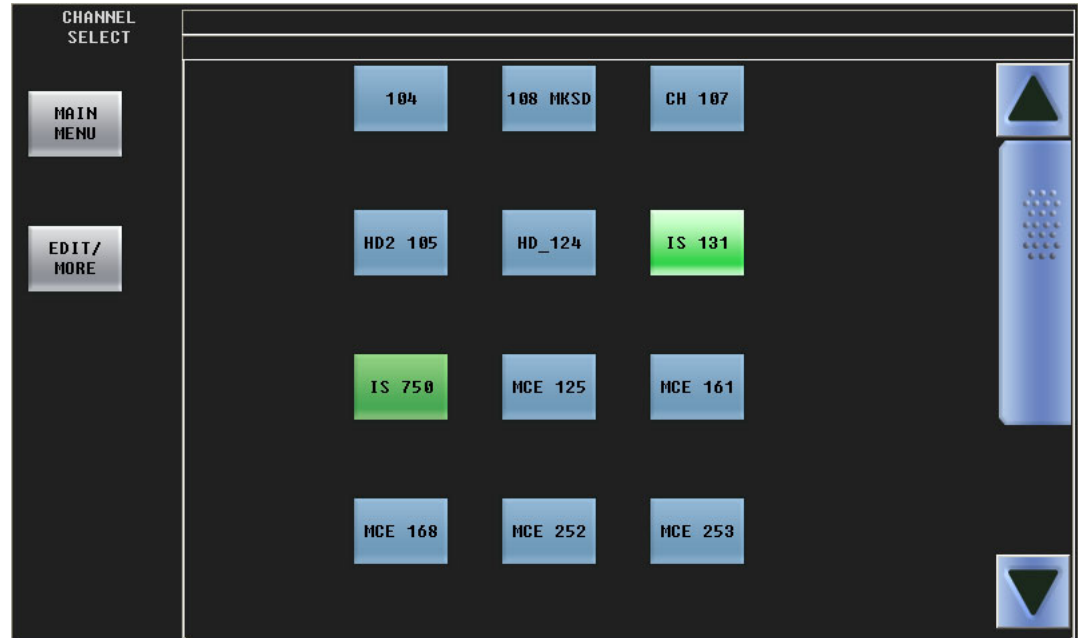 CHANNEL
SELECT
MAIN
MENU
EDIT/
MORE
104
108 MKSD
CH 107
HD2 105
HD_124
IS 131
IS 750
MCE 125
MCE 161
MCE 168
MCE 252
MCE 253